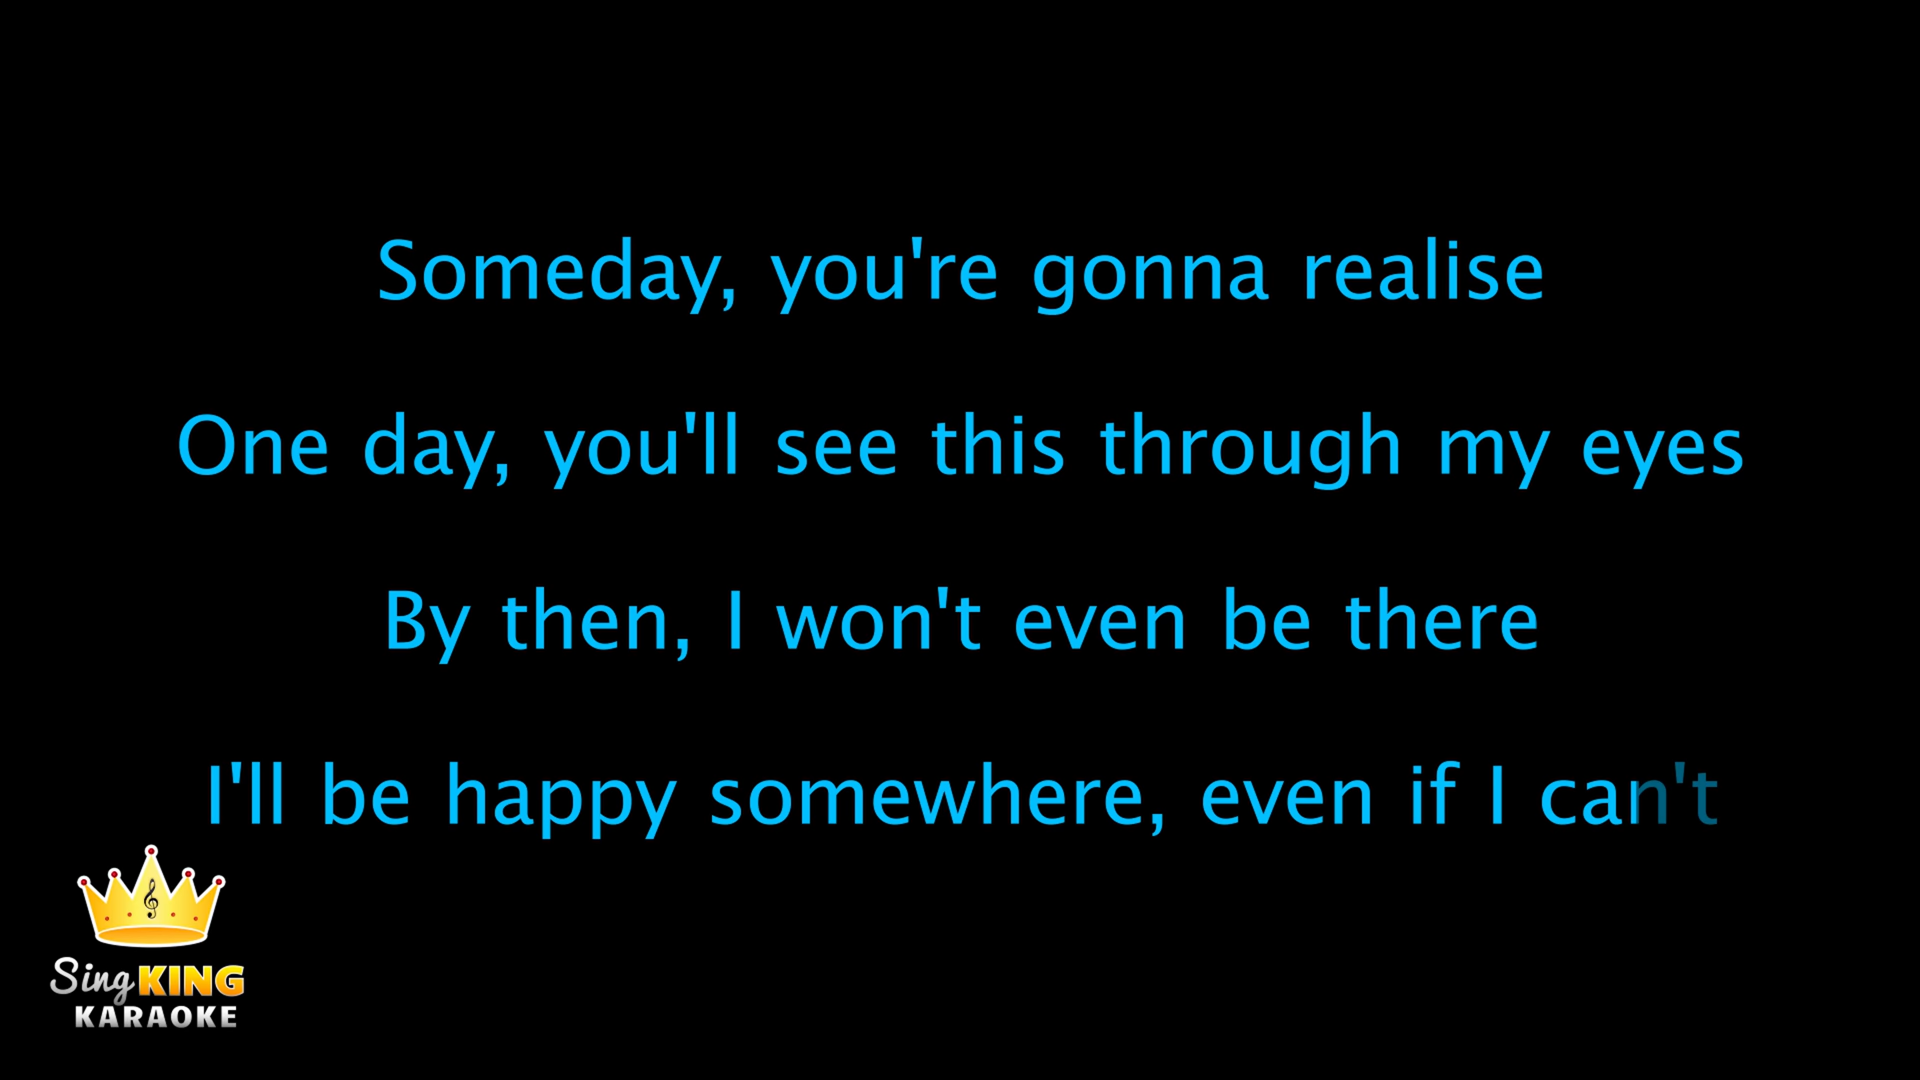 Someday, you're gonna realise
One day, you'll see this through my eyes
By then, I won't even be there
I'll be happy somewhere, even if I can't
Sing KING
KARAOKE